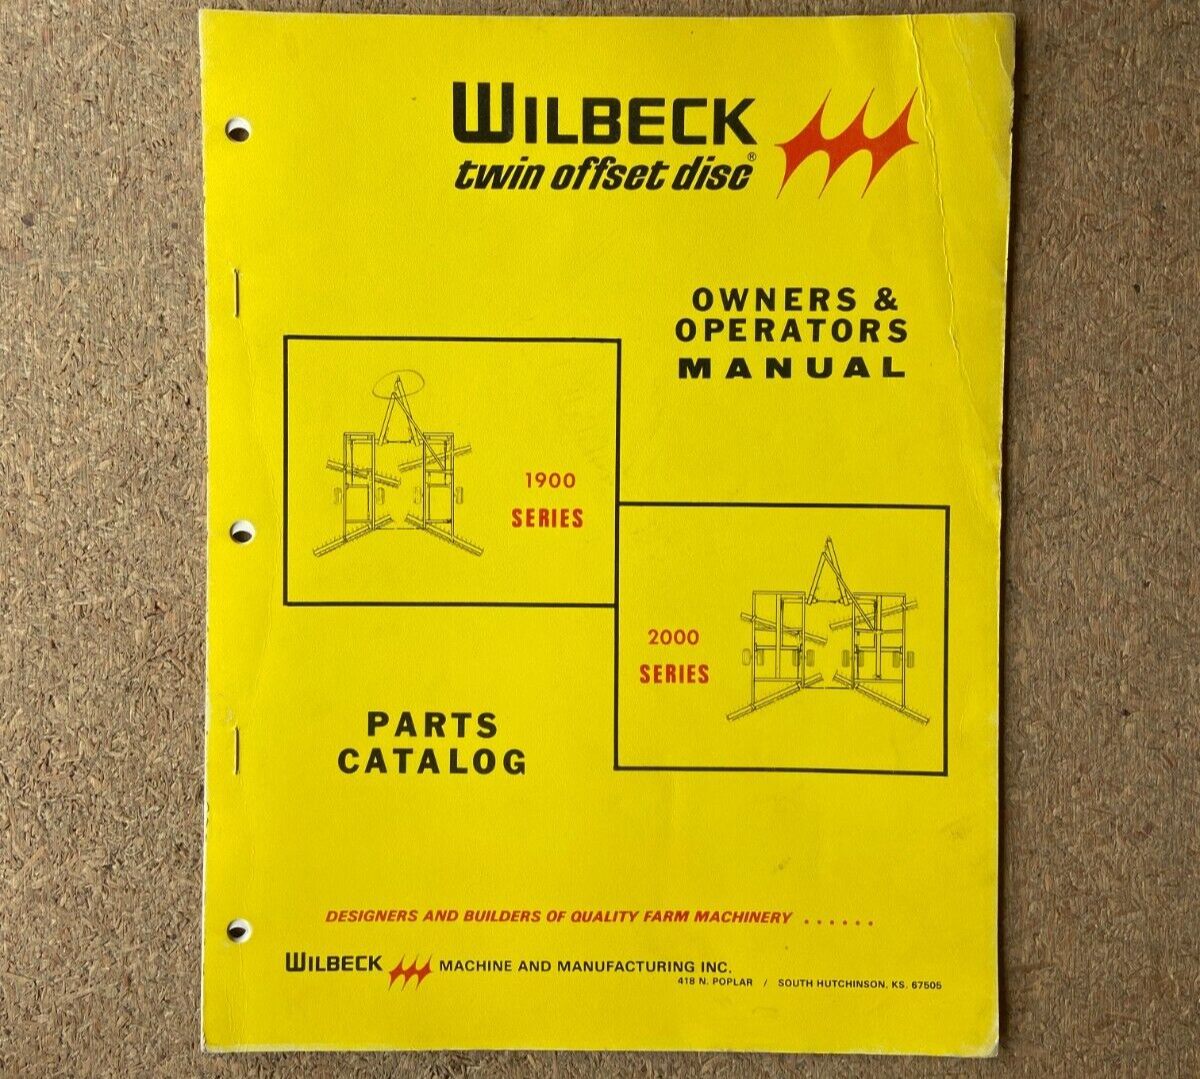 WILBECK
twin offset disc®
OWNERS &
OPERATORS
MANUAL
1900
SERIES
2000
SERIES
PARTS
CATALOG
DESIGNERS AND BUILDERS OF QUALITY FARM MACHINERY ......
WILBECK MACHINE AND MANUFACTURING INC.
418 N. POPLAR / SOUTH HUTCHINSON, KS. 67505